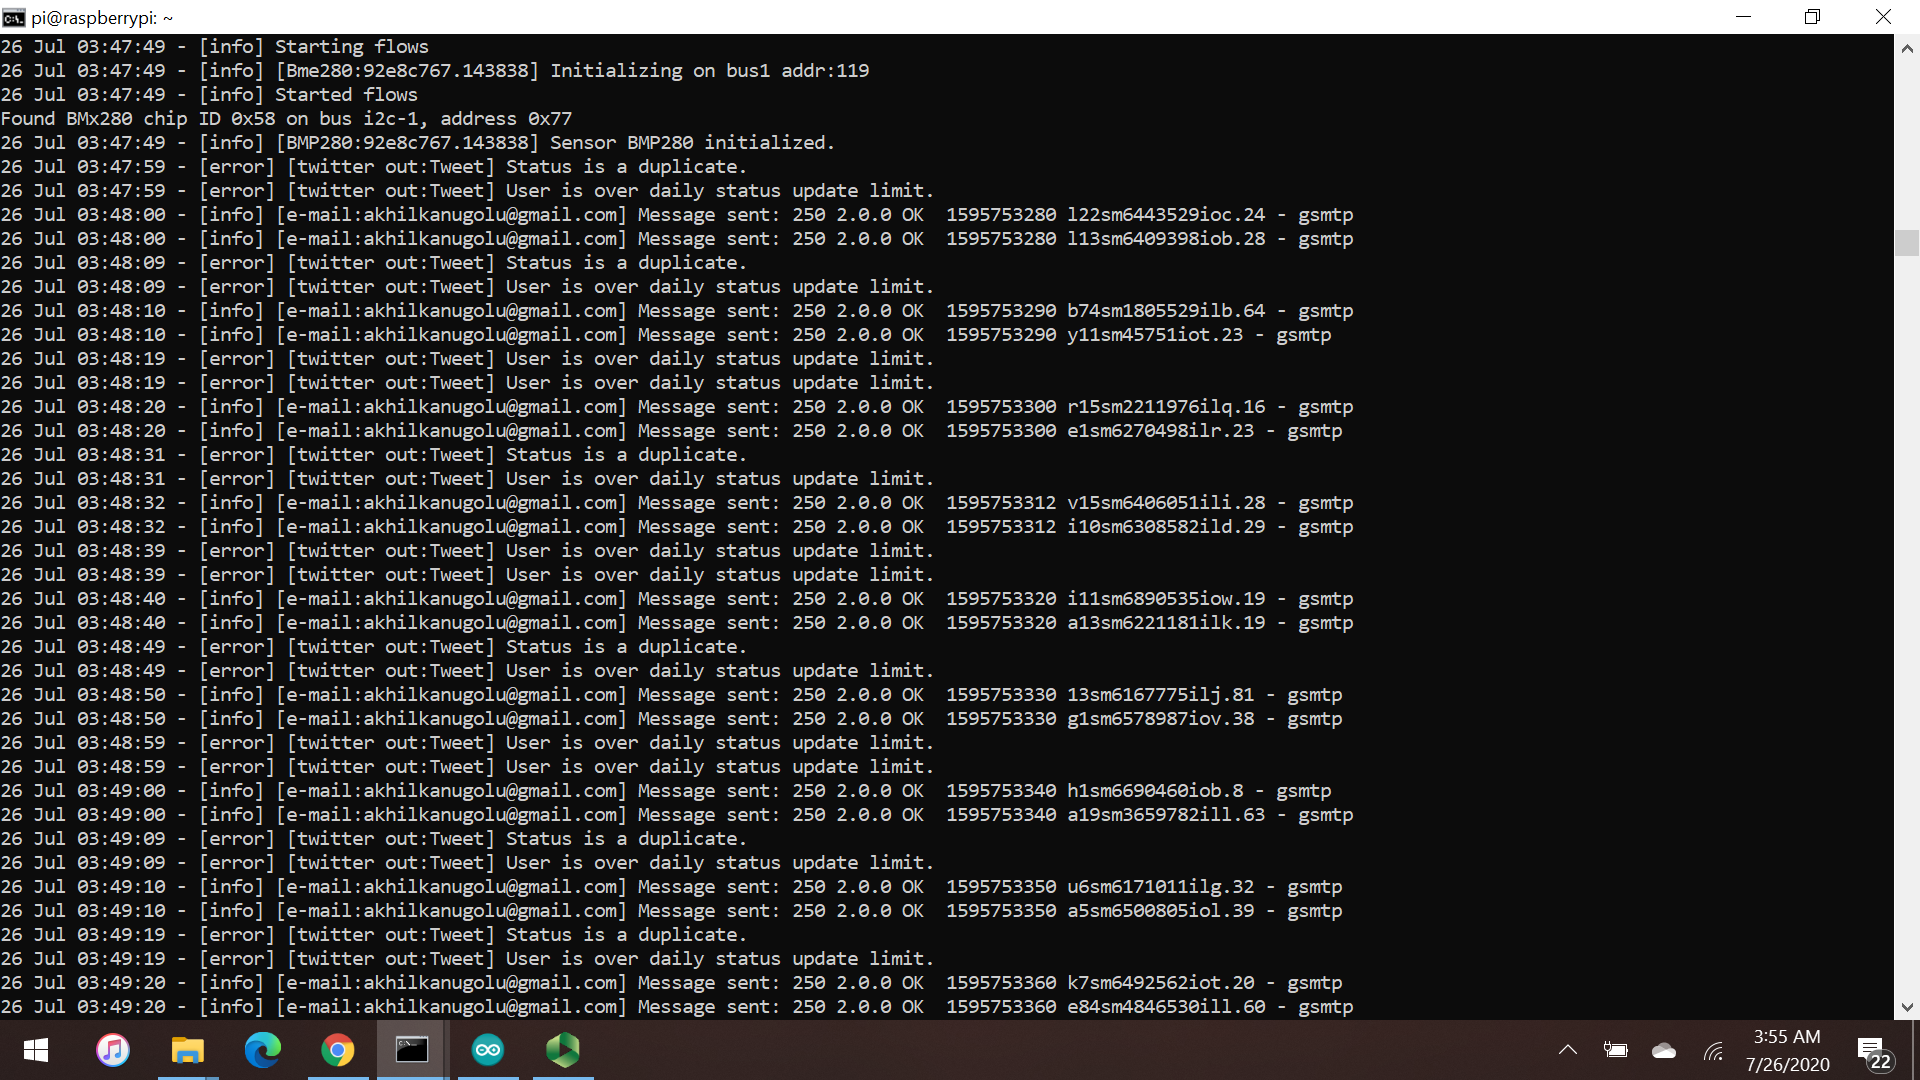 pi@raspberrypi: ~
26 Jul 03:47:49 - [info] Starting flows
26 Jul 03:47:49 - [info] [Bme280:92e8c767.143838] Initializing on bus1 addr:119
26 Jul 03:47:49 - [info] Started flows
Found BMx280 chip ID 0x58 on bus i2c-1, address 0x77
26 Jul 03:47:49 - [info] [BMP280:92e8c767.143838] Sensor BMP280 initialized.
26 Jul 03:47:59 - [error] [twitter out:Tweet] Status is a duplicate.
26 Jul 03:47:59 - [error] [twitter out:Tweet] User is over daily status update limit.
26 Jul 03:48:00 - [info] [e-mail:akhilkanugolu@gmail.com] Message sent: 250 2.0.0 OK  1595753280 l22sm6443529ioc.24 - gsmtp
26 Jul 03:48:00 - [info] [e-mail:akhilkanugolu@gmail.com] Message sent: 250 2.0.0 OK  1595753280 l13sm6409398iob.28 - gsmtp
26 Jul 03:48:09 - [error] [twitter out:Tweet] Status is a duplicate.
26 Jul 03:48:09 - [error] [twitter out:Tweet] User is over daily status update limit.
26 Jul 03:48:10 - [info] [e-mail:akhilkanugolu@gmail.com] Message sent: 250 2.0.0 OK  1595753290 b74sm1805529ilb.64 - gsmtp
26 Jul 03:48:10 - [info] [e-mail:akhilkanugolu@gmail.com] Message sent: 250 2.0.0 OK  1595753290 y11sm45751iot.23 - gsmtp
26 Jul 03:48:19 - [error] [twitter out:Tweet] User is over daily status update limit.
26 Jul 03:48:19 - [error] [twitter out:Tweet] User is over daily status update limit.
26 Jul 03:48:20 - [info] [e-mail:akhilkanugolu@gmail.com] Message sent: 250 2.0.0 OK  1595753300 r15sm2211976ilq.16 - gsmtp
26 Jul 03:48:20 - [info] [e-mail:akhilkanugolu@gmail.com] Message sent: 250 2.0.0 OK  1595753300 e1sm6270498ilr.23 - gsmtp
26 Jul 03:48:31 - [error] [twitter out:Tweet] Status is a duplicate.
26 Jul 03:48:31 - [error] [twitter out:Tweet] User is over daily status update limit.
26 Jul 03:48:32 - [info] [e-mail:akhilkanugolu@gmail.com] Message sent: 250 2.0.0 OK  1595753312 v15sm6406051ili.28 - gsmtp
26 Jul 03:48:32 - [info] [e-mail:akhilkanugolu@gmail.com] Message sent: 250 2.0.0 OK  1595753312 i10sm6308582ild.29 - gsmtp
26 Jul 03:48:39 - [error] [twitter out:Tweet] User is over daily status update limit.
26 Jul 03:48:39 - [error] [twitter out:Tweet] User is over daily status update limit.
26 Jul 03:48:40 - [info] [e-mail:akhilkanugolu@gmail.com] Message sent: 250 2.0.0 OK  1595753320 i11sm6890535iow.19 - gsmtp
26 Jul 03:48:40 - [info] [e-mail:akhilkanugolu@gmail.com] Message sent: 250 2.0.0 OK  1595753320 a13sm6221181ilk.19 - gsmtp
26 Jul 03:48:49 - [error] [twitter out:Tweet] Status is a duplicate.
26 Jul 03:48:49 - [error] [twitter out:Tweet] User is over daily status update limit.
26 Jul 03:48:50 - [info] [e-mail:akhilkanugolu@gmail.com] Message sent: 250 2.0.0 OK  1595753330 13sm6167775ilj.81 - gsmtp
26 Jul 03:48:50 - [info] [e-mail:akhilkanugolu@gmail.com] Message sent: 250 2.0.0 OK  1595753330 g1sm6578987iov.38 - gsmtp
26 Jul 03:48:59 - [error] [twitter out:Tweet] User is over daily status update limit.
26 Jul 03:48:59 - [error] [twitter out:Tweet] User is over daily status update limit.
26 Jul 03:49:00 - [info] [e-mail:akhilkanugolu@gmail.com] Message sent: 250 2.0.0 OK  1595753340 h1sm6690460iob.8 - gsmtp
26 Jul 03:49:00 - [info] [e-mail:akhilkanugolu@gmail.com] Message sent: 250 2.0.0 OK  1595753340 a19sm3659782ill.63 - gsmtp
26 Jul 03:49:09 - [error] [twitter out:Tweet] Status is a duplicate.
26 Jul 03:49:09 - [error] [twitter out:Tweet] User is over daily status update limit.
26 Jul 03:49:10 - [info] [e-mail:akhilkanugolu@gmail.com] Message sent: 250 2.0.0 OK  1595753350 u6sm6171011ilg.32 - gsmtp
26 Jul 03:49:10 - [info] [e-mail:akhilkanugolu@gmail.com] Message sent: 250 2.0.0 OK  1595753350 a5sm6500805iol.39 - gsmtp
26 Jul 03:49:19 - [error] [twitter out:Tweet] Status is a duplicate.
26 Jul 03:49:19 - [error] [twitter out:Tweet] User is over daily status update limit.
26 Jul 03:49:20 - [info] [e-mail:akhilkanugolu@gmail.com] Message sent: 250 2.0.0 OK  1595753360 k7sm6492562iot.20 - gsmtp
26 Jul 03:49:20 - [info] [e-mail:akhilkanugolu@gmail.com] Message sent: 250 2.0.0 OK  1595753360 e84sm4846530ill.60 - gsmtp
3:55 AM
7/26/2020
22